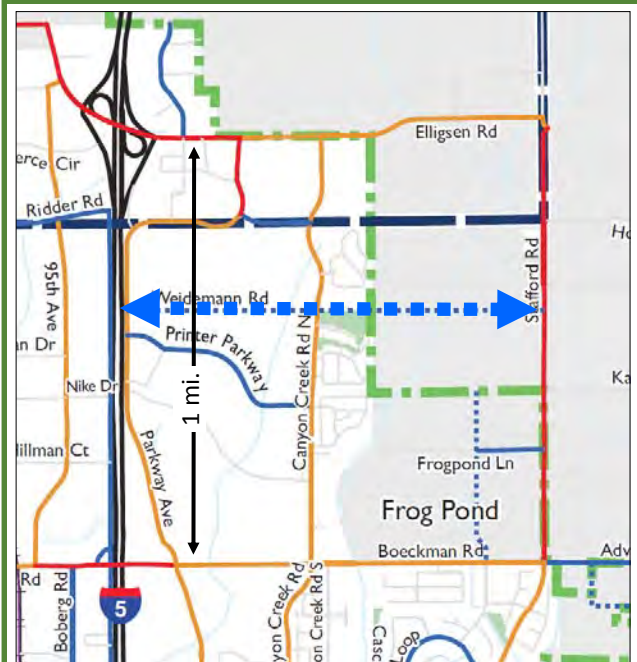 Elligsen Rd
erce Cir
Ridder Rd
Ho
Stafford Rd
95th Ave
Weidemann Rd
Canyon Creek Rd N
Printer Parkway
n Dr
1 mi.
Nike Dr
Ka
illman Ct
Parkway Ave
Frogpond Ln
Frog Pond
Boeckman Rd
Adv
Rd
Boberg Rd
5
yon Creek Rd
on Creek Rd S
Casc
Loop